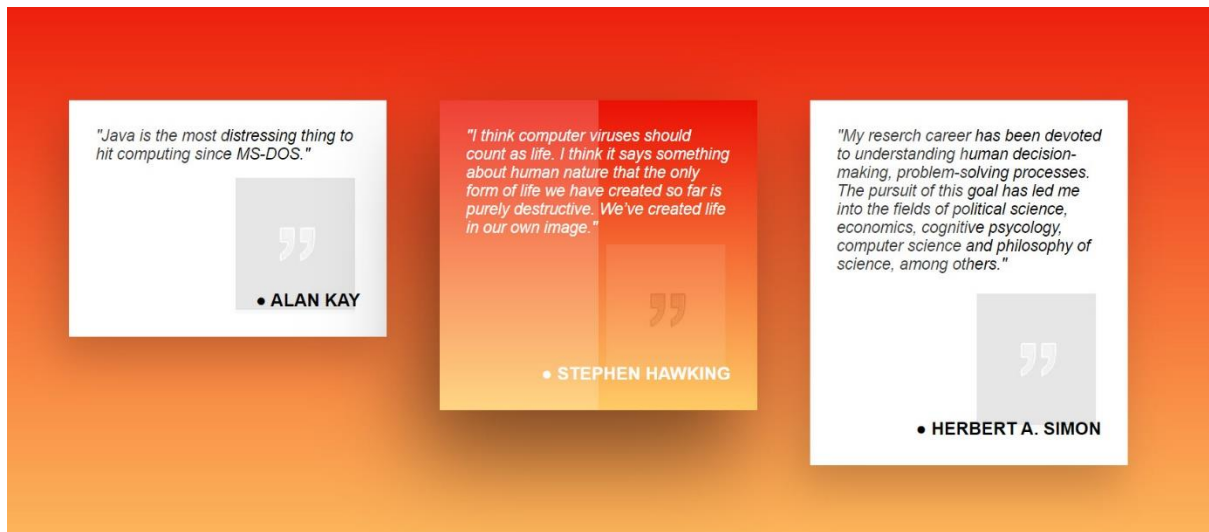 "Java is the most distressing thing to
hit computing since MS-DOS."
”
● ALAN KAY
"I think computer viruses should
count as life. I think it says something
about human nature that the only
form of life we have created so far is
purely destructive. We've created life
in our own image."
”
● STEPHEN HAWKING
"My reserch career has been devoted
to understanding human decision-
making, problem-solving processes.
The pursuit of this goal has led me
into the fields of political science,
economics, cognitive psycology,
computer science and philosophy of
science, among others."
”
● HERBERT A. SIMON